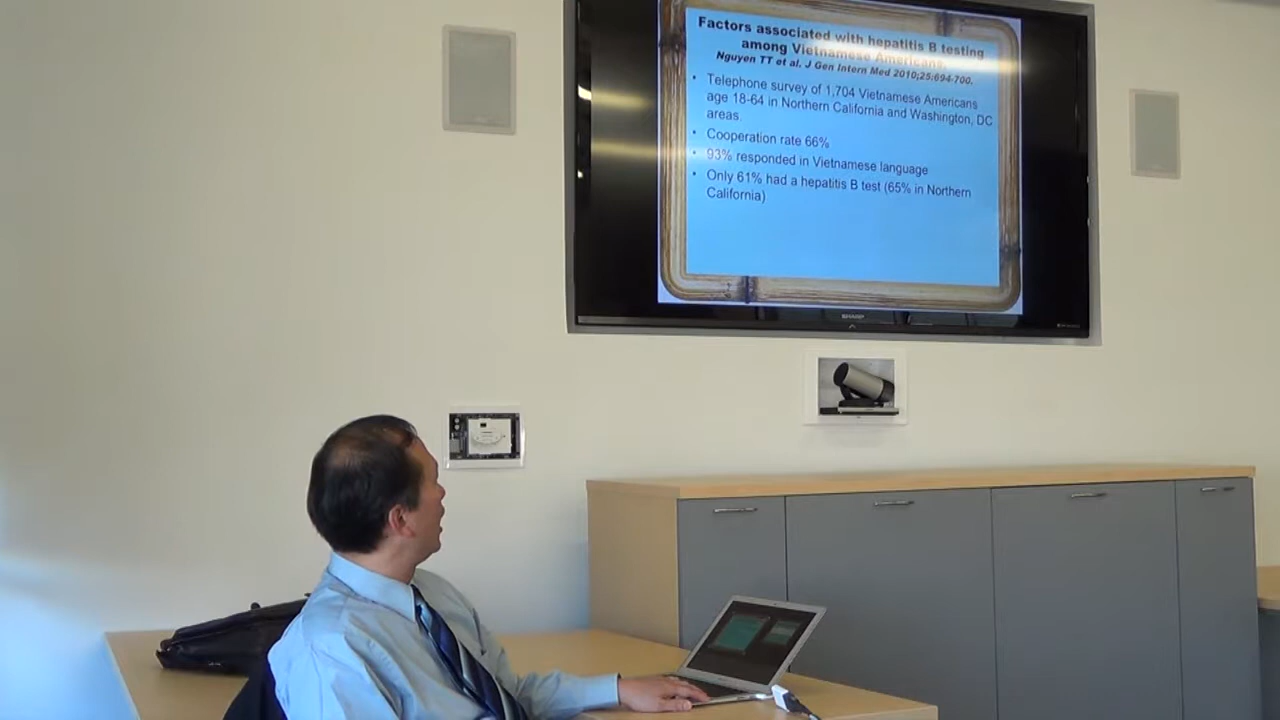 Factors associated with hepatitis B testing
among Vietnamese Americans.
Nguyen TT et al. J Gen Intern Med 2010;25:694-700.
• Telephone survey of 1,704 Vietnamese Americans
age 18-64 in Northern California and Washington, DC
areas.
• Cooperation rate 66%
• 93% responded in Vietnamese language
• Only 61% had a hepatitis B test (65% in Northern
California)
SHARP